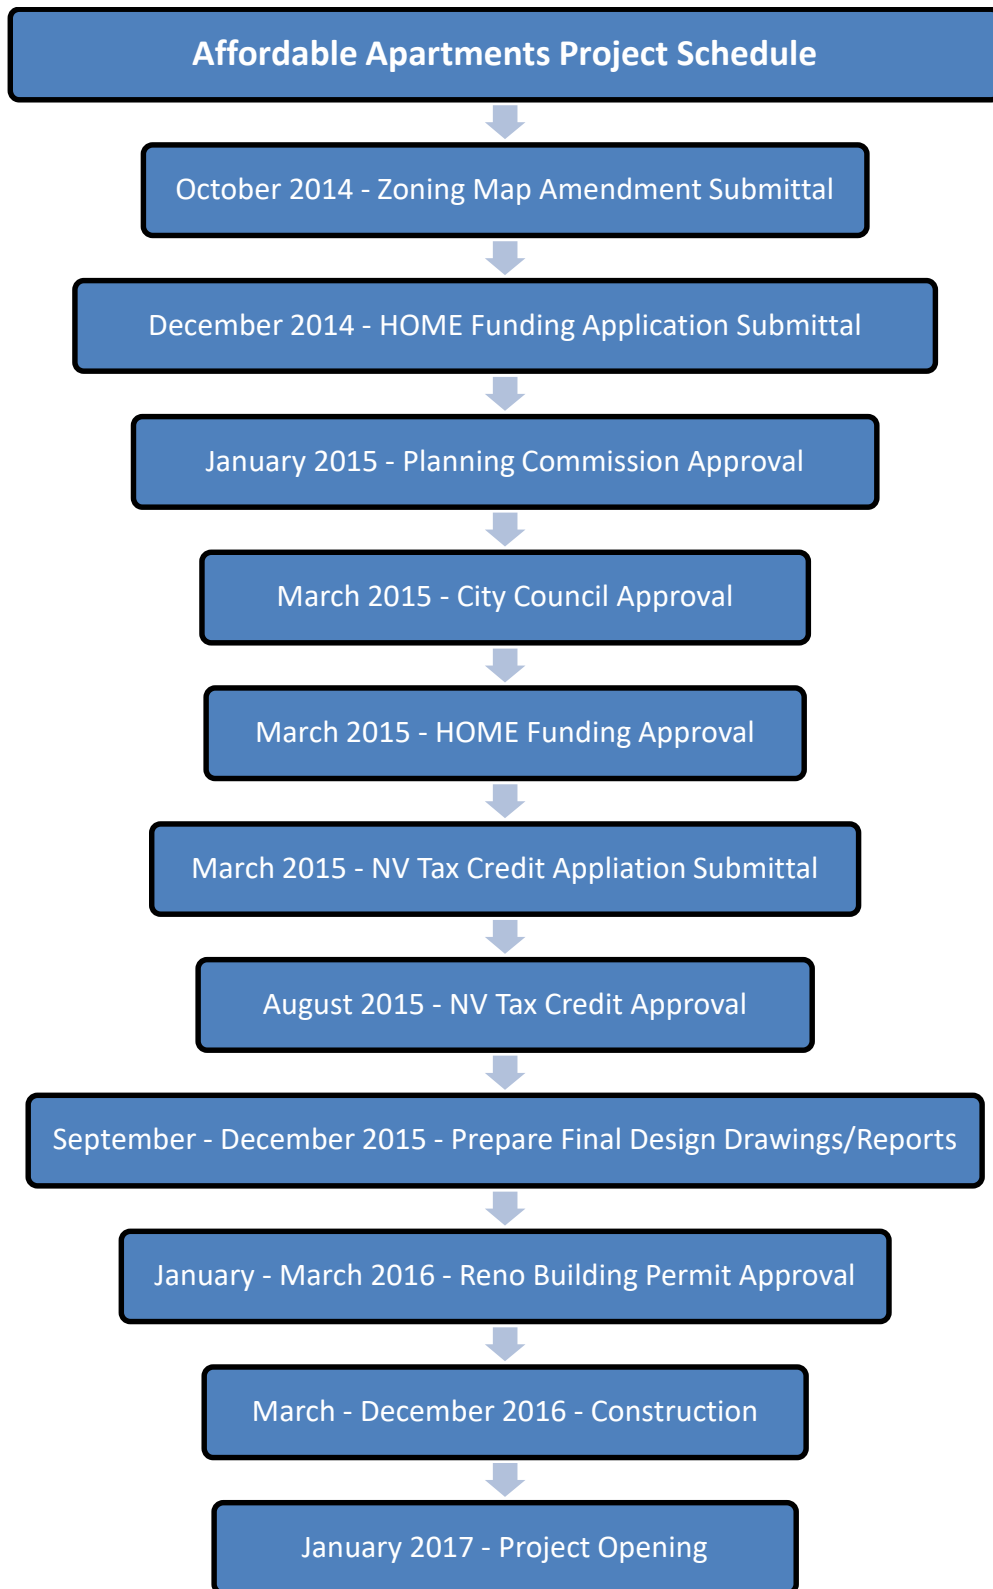 Affordable Apartments Project Schedule
October 2014 - Zoning Map Amendment Submittal
December 2014 - HOME Funding Application Submittal
January 2015 - Planning Commission Approval
March 2015 - City Council Approval
March 2015 - HOME Funding Approval
March 2015 - NV Tax Credit Appliation Submittal
August 2015 - NV Tax Credit Approval
September - December 2015 - Prepare Final Design Drawings/Reports
January - March 2016 - Reno Building Permit Approval
March - December 2016 - Construction
January 2017 - Project Opening